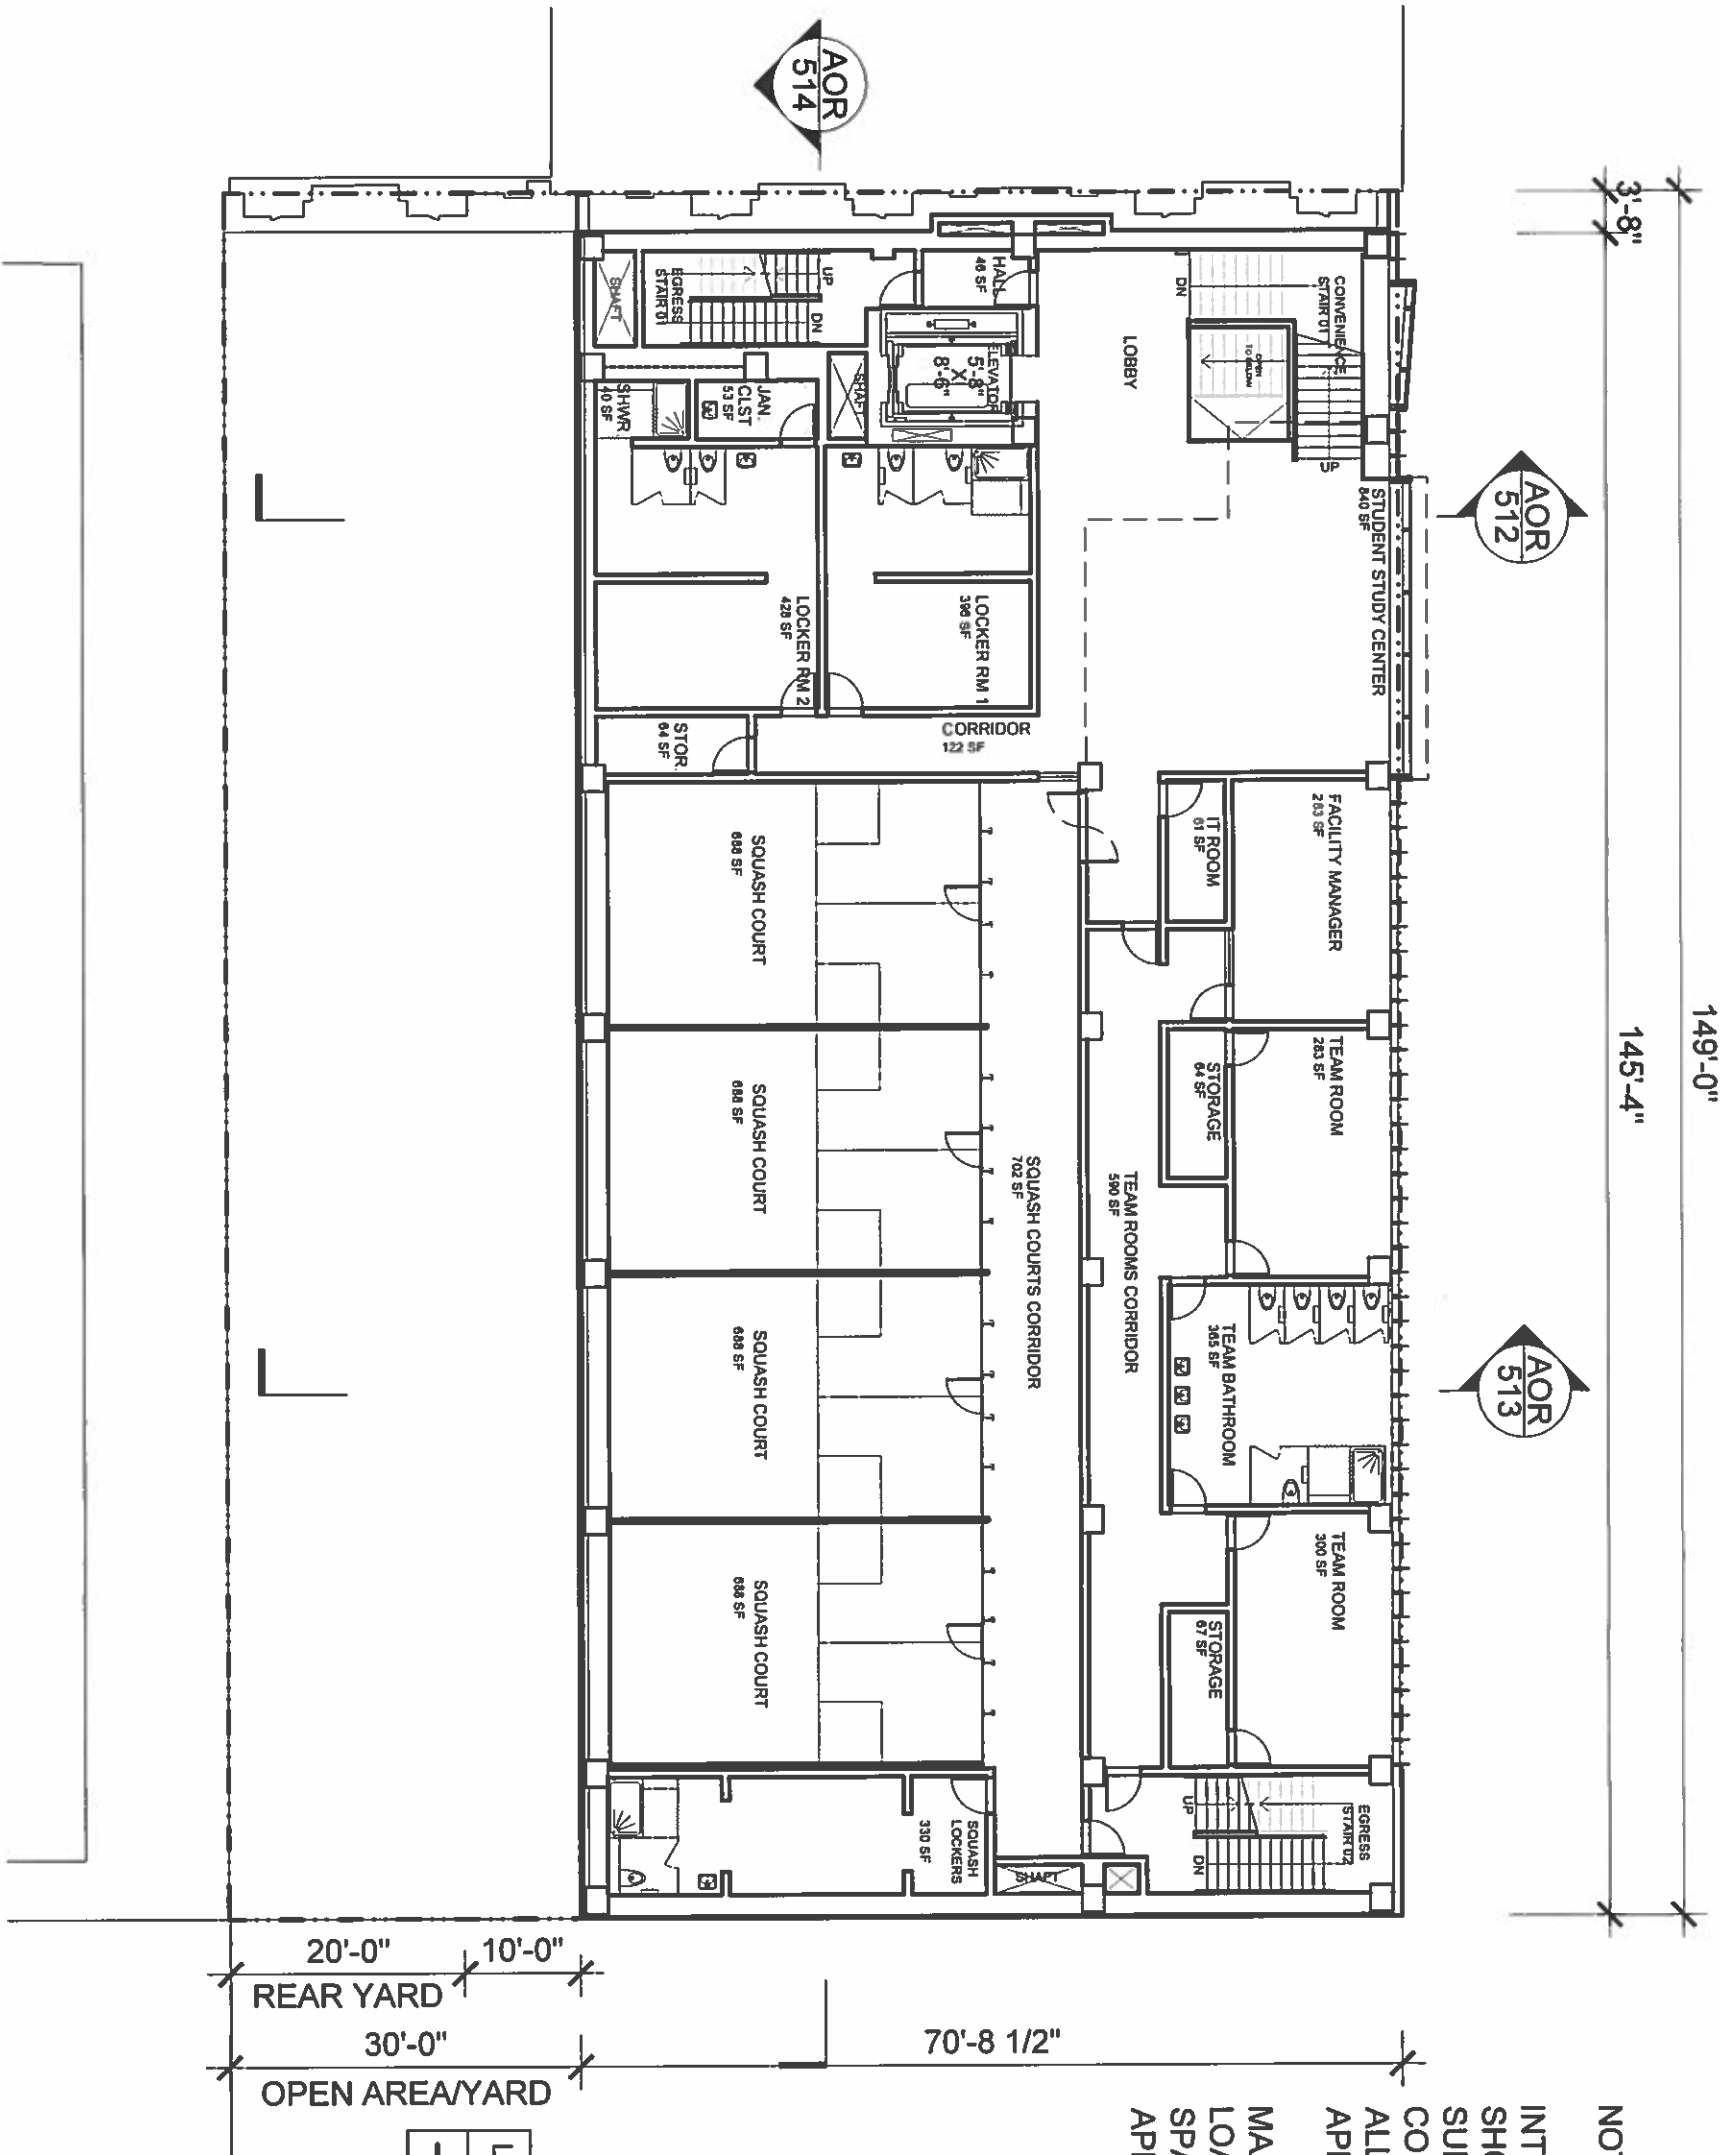 149'-0"
145'-4"
3'-8"
AOR
514
AOR
512
AOR
513
CONVENIENCE
STAIR 01
DN
OPEN
TO BELOW
UP
LOBBY
HALL
46 SF
ELEVATOR
5'-8"
X
8'-6"
SHAFT
UP
DN
EGRESS
STAIR 01
SHAFT
JAN.
CLST
53 SF
SHWR
40 SF
STUDENT STUDY CENTER
840 SF
LOCKER RM 1
396 SF
LOCKER RM 2
428 SF
CORRIDOR
122 SF
STOR.
64 SF
FACILITY MANAGER
283 SF
IT ROOM
61 SF
TEAM ROOM
283 SF
STORAGE
64 SF
TEAM BATHROOM
365 SF
TEAM ROOM
300 SF
STORAGE
67 SF
TEAM ROOMS CORRIDOR
590 SF
SQUASH COURTS CORRIDOR
702 SF
SQUASH COURT
688 SF
SQUASH COURT
688 SF
SQUASH COURT
688 SF
SQUASH COURT
688 SF
EGRESS
STAIR 02
UP
DN
SHAFT
SQUASH
LOCKERS
330 SF
20'-0"
10'-0"
REAR YARD
30'-0"
70'-8 1/2"
OPEN AREA/YARD